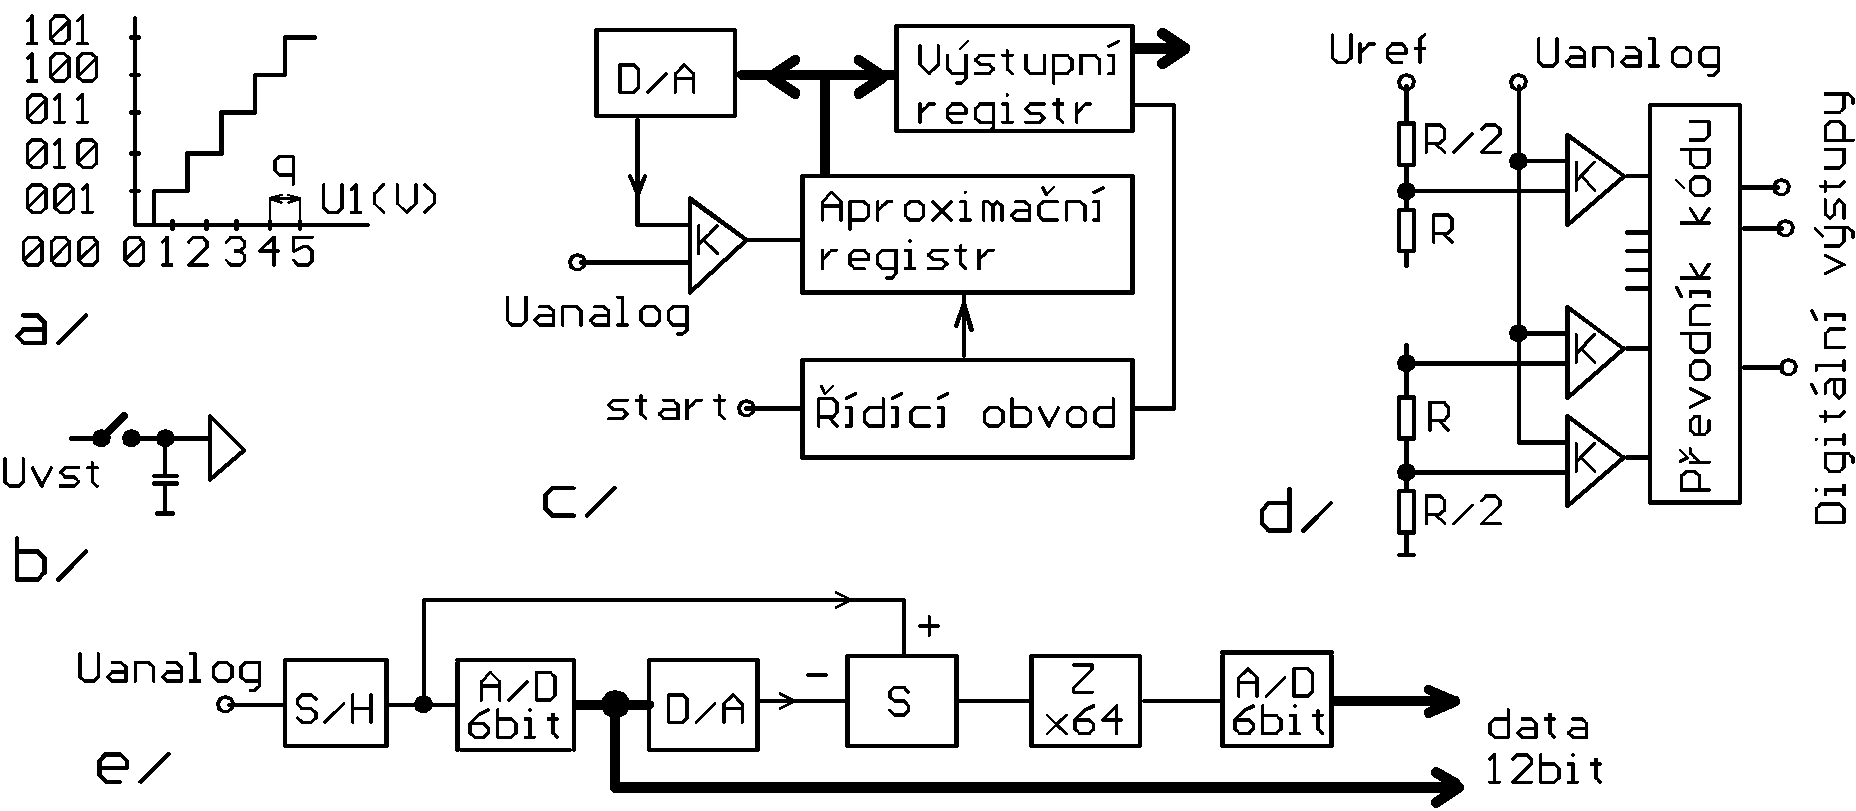 101
100
011
010
001
000
0 1 2 3 4 5
q
U1(V)
a/
Uvst
b/
D/A
Výstupní
registr
K
Aproximační
registr
Uanalog
start
Řídící obvod
c/
Uref
Uanalog
R/2
R
R
R/2
K
K
K
Převodník kódu
Digitální výstupy
d/
Uanalog
S/H
A/D
6bit
D/A
-
+
S
Z
x64
A/D
6bit
data
12bit
e/